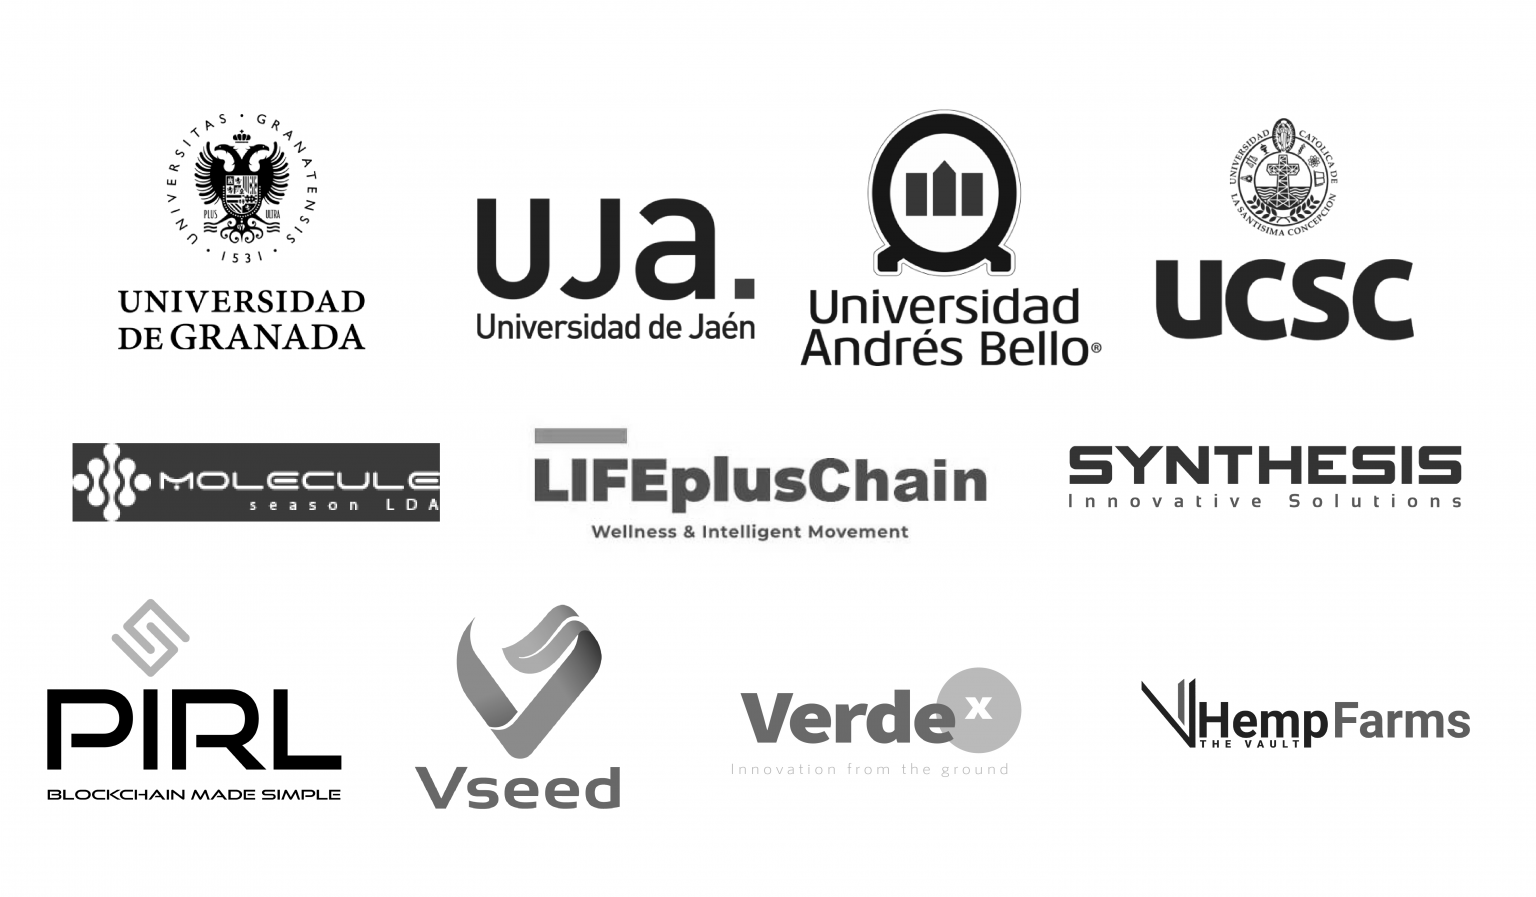 UNIVERSITAS · GRANATENSIS
PLUS ULTRA
· 1531 ·
UNIVERSIDAD
DE GRANADA
uja.
Universidad de Jaén
Universidad
Andrés Bello®
UNIVERSIDAD CATOLICA DE
LA SANTISIMA CONCEPCION
UCSC
MOLECULE
season LDA
LIFEplusChain
Wellness & Intelligent Movement
SYNTHESIS
Innovative Solutions
PIRL
BLOCKCHAIN MADE SIMPLE
Vseed
Verde x
Innovation from the ground
VHempFarms
THE VAULT